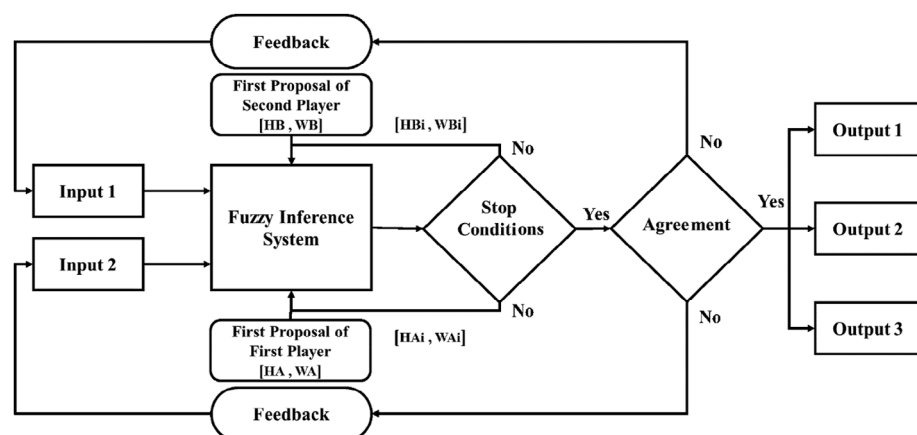 Feedback
First Proposal of
Second Player
[HB , WB]
[HBi , WBi]
No
No
Input 1
Fuzzy Inference
System
Stop
Conditions
Yes
Agreement
Yes
Output 1
Output 2
Output 3
Input 2
No
No
First Proposal of
First Player
[HA , WA]
[HAi , WAi]
Feedback